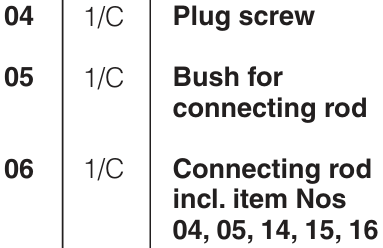 04 1/C Plug screw
05 1/C Bush for
connecting rod
06 1/C Connecting rod
incl. item Nos
04, 05, 14, 15, 16